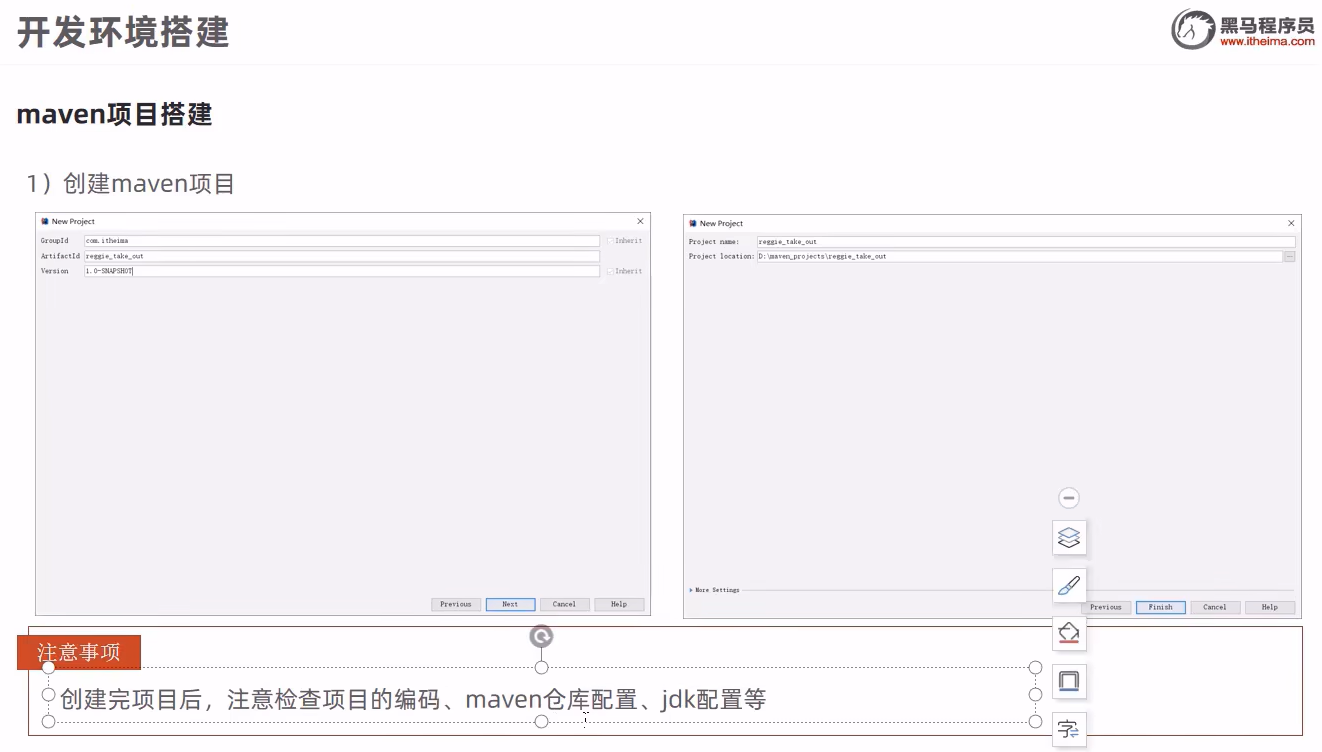 开发环境搭建
黑马程序员
www.itheima.com
maven项目搭建
1）创建maven项目
New Project
GroupId com.itheima Inherit
ArtifactId reggie_take_out
Version 1.0-SNAPSHOT Inherit
Previous Next Cancel Help
New Project
Project name: reggie_take_out
Project location: D:\maven_projects\reggie_take_out ...
More Settings
Previous Finish Cancel Help
注意事项
创建完项目后，注意检查项目的编码、maven仓库配置、jdk配置等
字